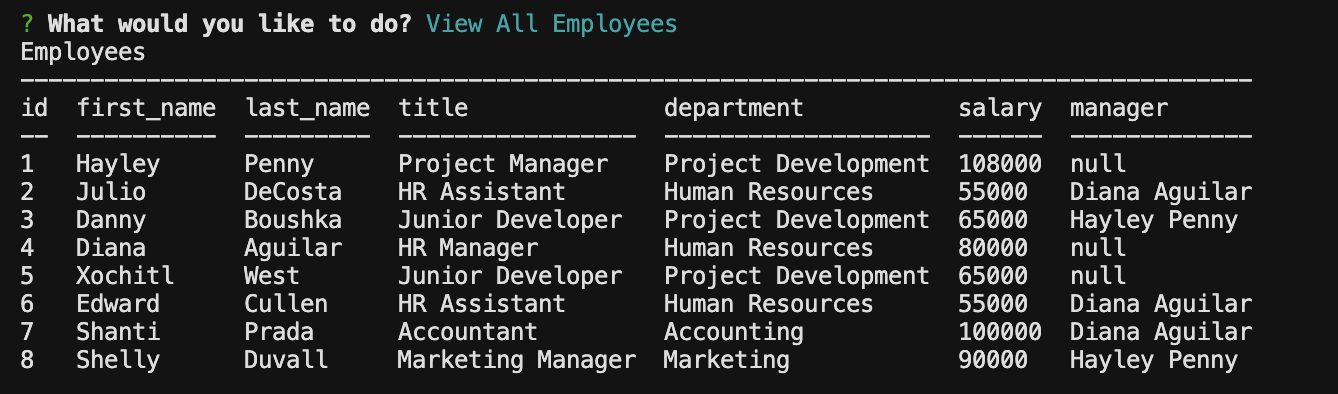 ? What would you like to do? View All Employees
Employees
----------------------------------------------------------------------------------------
id  first_name  last_name  title              department           salary  manager
--  ----------  ---------  -----------------  -------------------  ------  -------------
1   Hayley      Penny      Project Manager    Project Development  108000  null
2   Julio       DeCosta    HR Assistant       Human Resources      55000   Diana Aguilar
3   Danny       Boushka    Junior Developer   Project Development  65000   Hayley Penny
4   Diana       Aguilar    HR Manager         Human Resources      80000   null
5   Xochitl     West       Junior Developer   Project Development  65000   null
6   Edward      Cullen     HR Assistant       Human Resources      55000   Diana Aguilar
7   Shanti      Prada      Accountant         Accounting           100000  Diana Aguilar
8   Shelly      Duvall     Marketing Manager  Marketing            90000   Hayley Penny